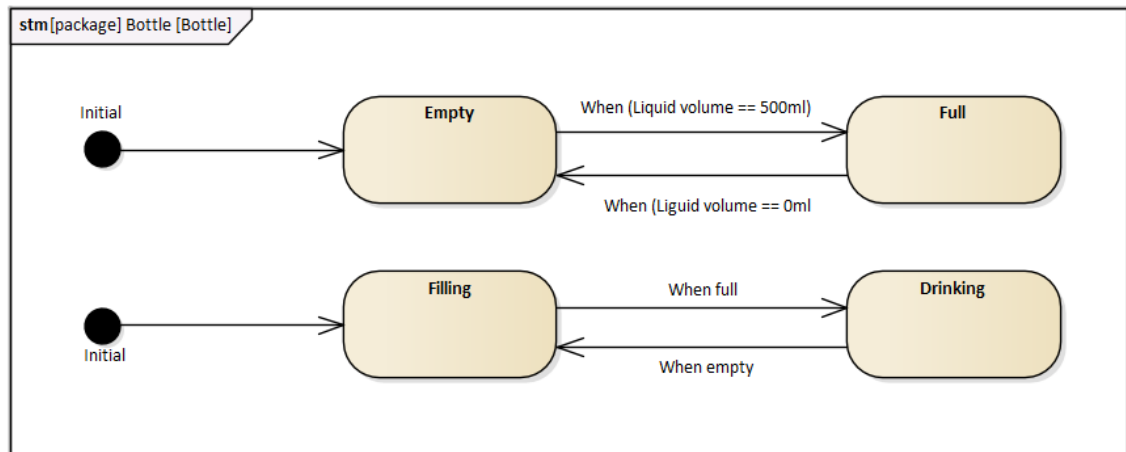 stm [package] Bottle [Bottle]
Initial
Empty
When (Liquid volume == 500ml)
Full
When (Liguid volume == 0ml
Initial
Filling
When full
Drinking
When empty